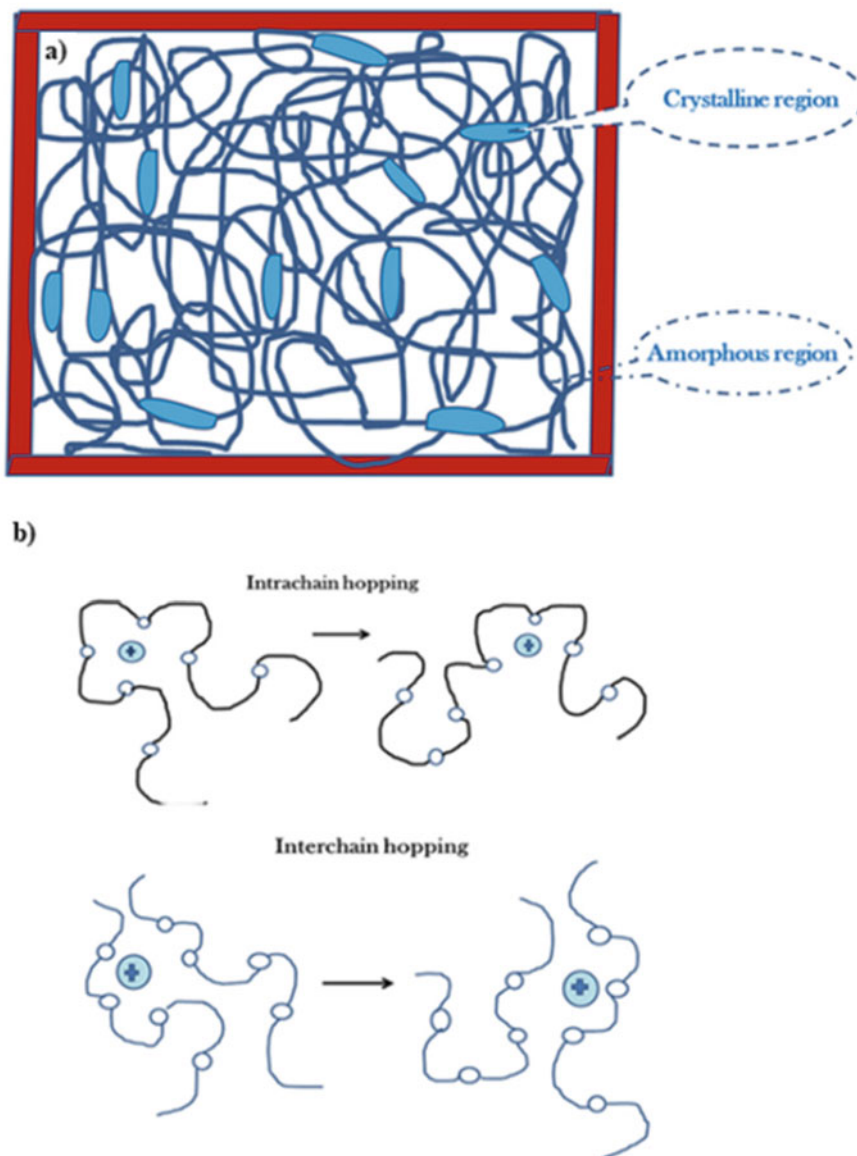 a)
Crystalline region
Amorphous region
b)
Intrachain hopping
+
+
Interchain hopping
+
+